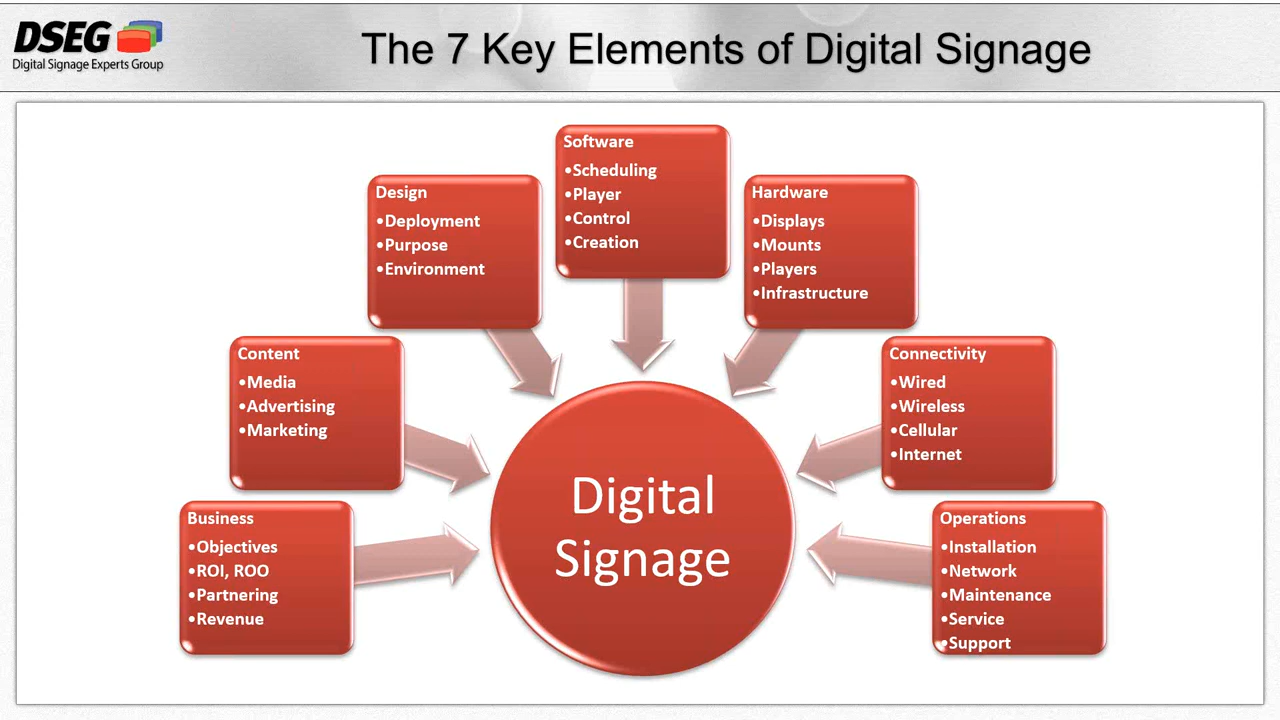 DSEG
Digital Signage Experts Group
The 7 Key Elements of Digital Signage
Software
•Scheduling
•Player
•Control
•Creation
Design
•Deployment
•Purpose
•Environment
Hardware
•Displays
•Mounts
•Players
•Infrastructure
Content
•Media
•Advertising
•Marketing
Connectivity
•Wired
•Wireless
•Cellular
•Internet
Business
•Objectives
•ROI, ROO
•Partnering
•Revenue
Digital
Signage
Operations
•Installation
•Network
•Maintenance
•Service
•Support